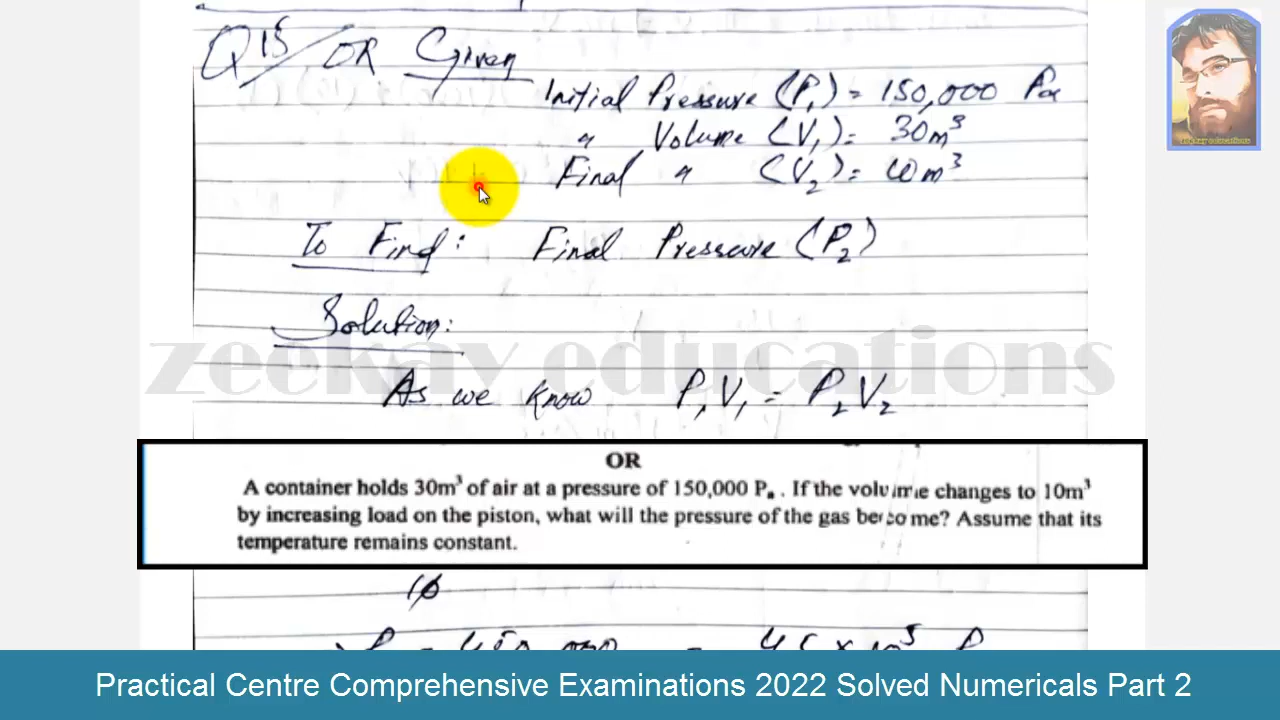 Q15 OR Given
Initial Pressure (P₁) = 150,000 Pa
〃 Volume (V₁) = 30m³
Final 〃 (V₂) = 10m³
To Find: Final Pressure (P₂)
Solution:
zeekay educations
As we know P₁V₁ = P₂V₂
OR
A container holds 30m³ of air at a pressure of 150,000 Pₐ. If the volume changes to 10m³
by increasing load on the piston, what will the pressure of the gas become? Assume that its
temperature remains constant.
10
Practical Centre Comprehensive Examinations 2022 Solved Numericals Part 2